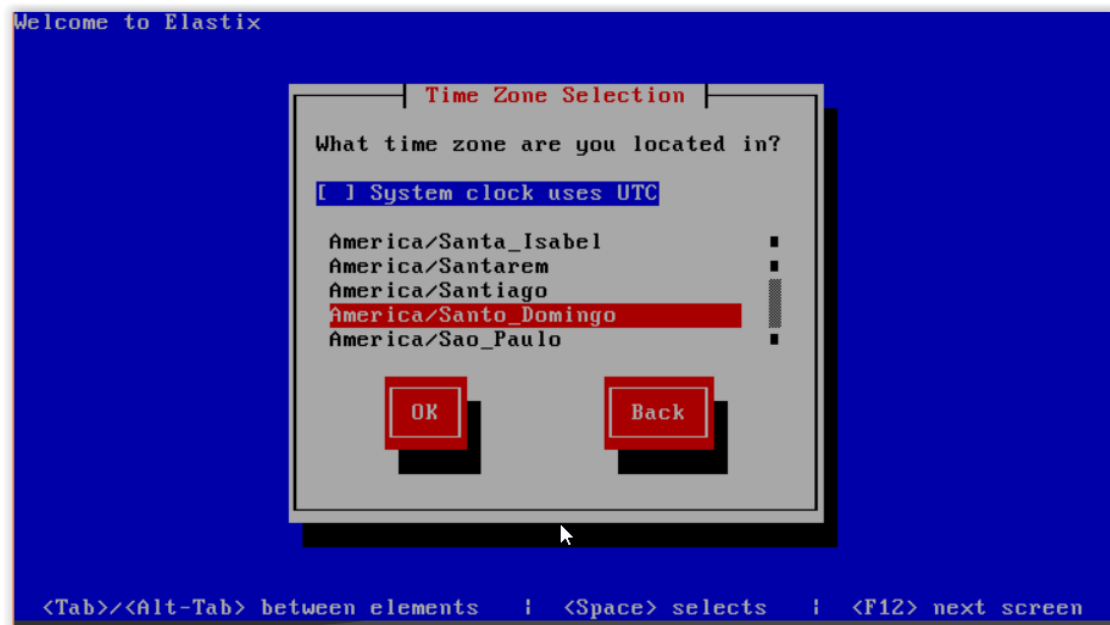 Welcome to Elastix
Time Zone Selection
What time zone are you located in?
[ ] System clock uses UTC
America/Santa_Isabel
America/Santarem
America/Santiago
America/Santo_Domingo
America/Sao_Paulo
OK Back
<Tab>/<Alt-Tab> between elements | <Space> selects | <F12> next screen